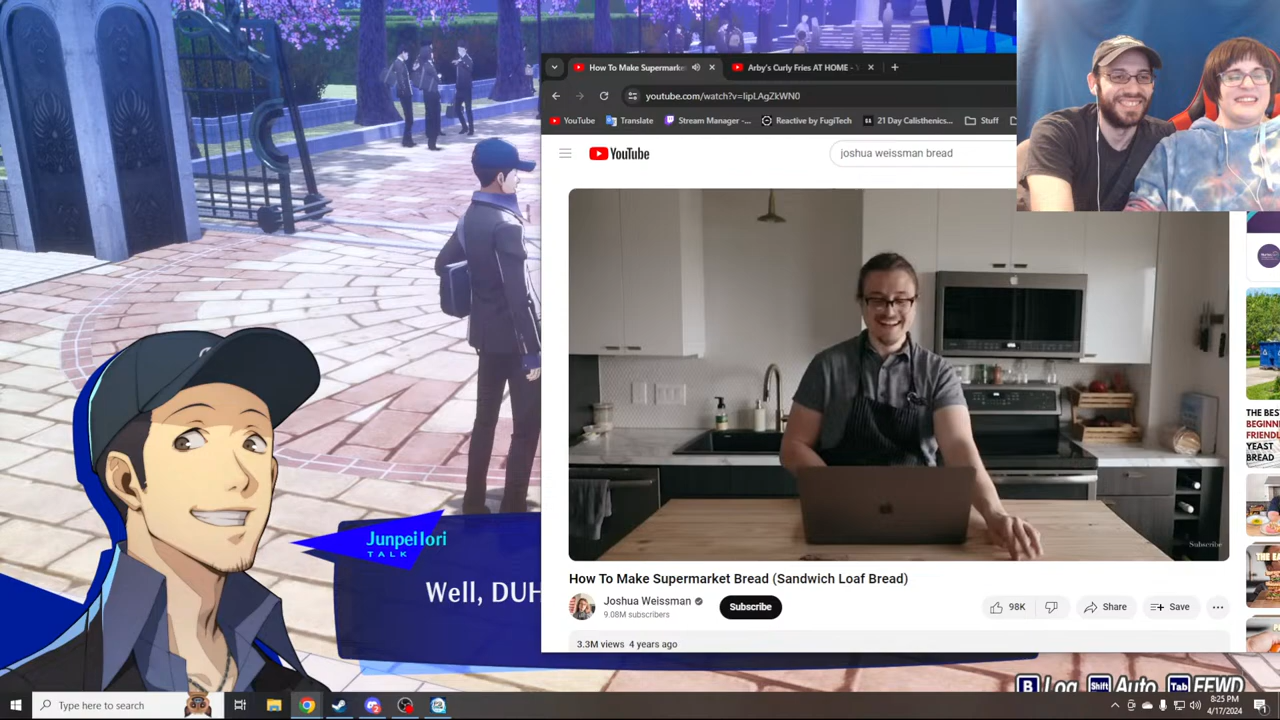 How To Make Supermarke
Arby's Curly Fries AT HOME -
youtube.com/watch?v=lipLAgZkWN0
YouTube
Translate
Stream Manager -...
Reactive by FugiTech
21 Day Calisthenics...
Stuff
YouTube
joshua weissman bread
Subscribe
How To Make Supermarket Bread (Sandwich Loaf Bread)
Joshua Weissman
9.08M subscribers
Subscribe
98K
Share
Save
3.3M views 4 years ago
THE BES
BEGINN
FRIENDL
YEAST
BREAD
Junpei Iori
TALK
Well, DUH
B Log Shift Auto Tab FFWD
Type here to search
8:25 PM
4/17/2024